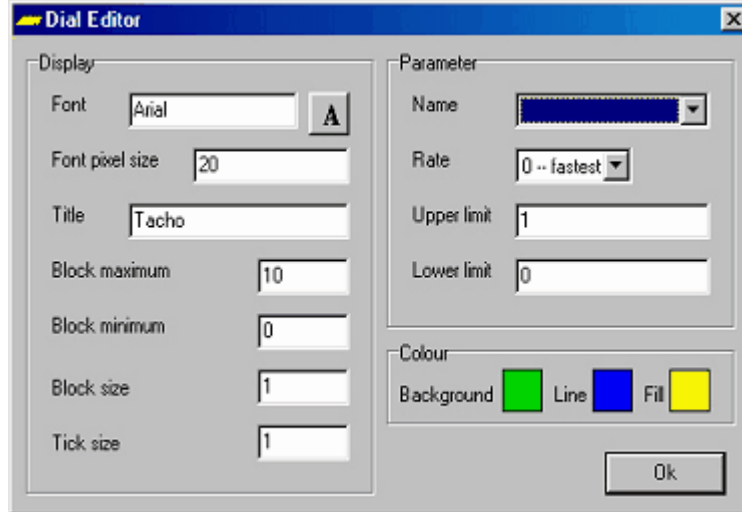 Dial Editor
Display
Font Arial A
Font pixel size 20
Title Tacho
Block maximum 10
Block minimum 0
Block size 1
Tick size 1
Parameter
Name
Rate 0 -- fastest
Upper limit 1
Lower limit 0
Colour
Background Line Fill
Ok